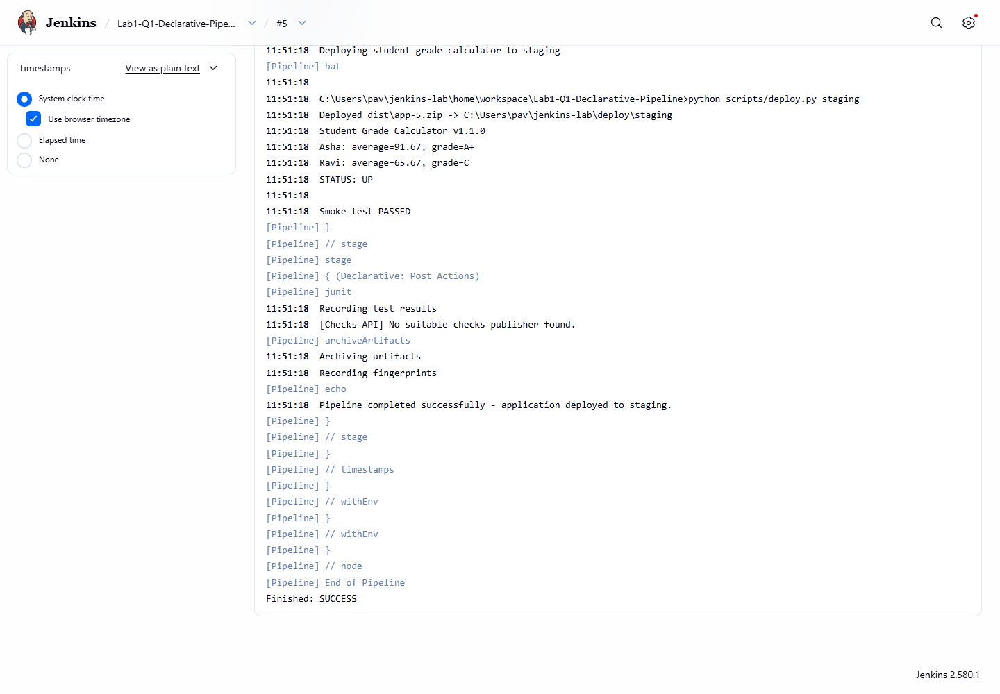 Jenkins / Lab1-Q1-Declarative-Pipe... / #5
Timestamps View as plain text
System clock time
Use browser timezone
Elapsed time
None
11:51:18 Deploying student-grade-calculator to staging
[Pipeline] bat
11:51:18
11:51:18 C:\Users\pav\jenkins-lab\home\workspace\Lab1-Q1-Declarative-Pipeline>python scripts/deploy.py staging
11:51:18 Deployed dist\app-5.zip -> C:\Users\pav\jenkins-lab\deploy\staging
11:51:18 Student Grade Calculator v1.1.0
11:51:18 Asha: average=91.67, grade=A+
11:51:18 Ravi: average=65.67, grade=C
11:51:18 STATUS: UP
11:51:18
11:51:18 Smoke test PASSED
[Pipeline] }
[Pipeline] // stage
[Pipeline] stage
[Pipeline] { (Declarative: Post Actions)
[Pipeline] junit
11:51:18 Recording test results
11:51:18 [Checks API] No suitable checks publisher found.
[Pipeline] archiveArtifacts
11:51:18 Archiving artifacts
11:51:18 Recording fingerprints
[Pipeline] echo
11:51:18 Pipeline completed successfully - application deployed to staging.
[Pipeline] }
[Pipeline] // stage
[Pipeline] }
[Pipeline] // timestamps
[Pipeline] }
[Pipeline] // withEnv
[Pipeline] }
[Pipeline] // withEnv
[Pipeline] }
[Pipeline] // node
[Pipeline] End of Pipeline
Finished: SUCCESS
Jenkins 2.580.1